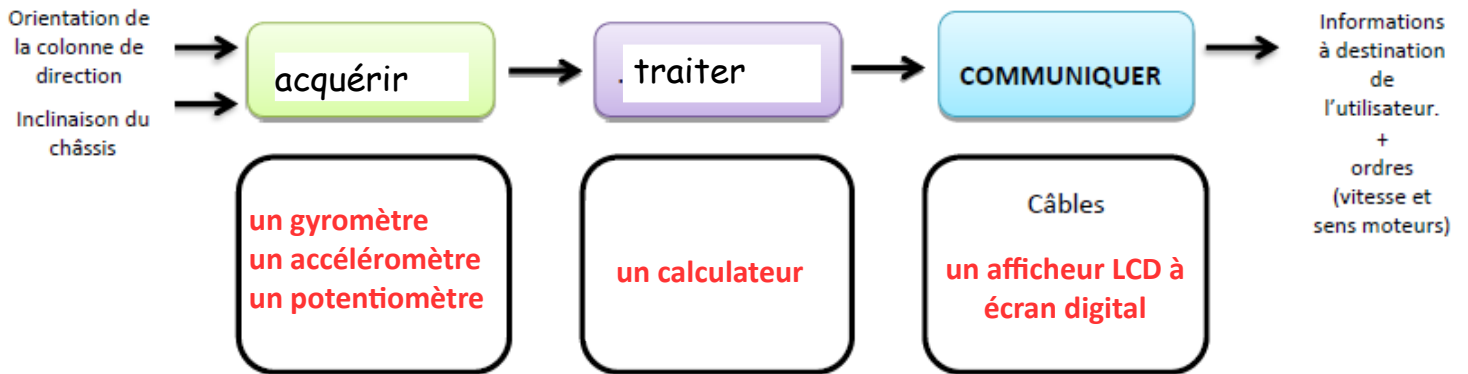 Orientation de
la colonne de
direction
Inclinaison du
châssis
acquérir
. traiter
COMMUNIQUER
Informations
à destination
de
l'utilisateur.
+
ordres
(vitesse et
sens moteurs)
un gyromètre
un accéléromètre
un potentiomètre
un calculateur
Câbles
un afficheur LCD à
écran digital